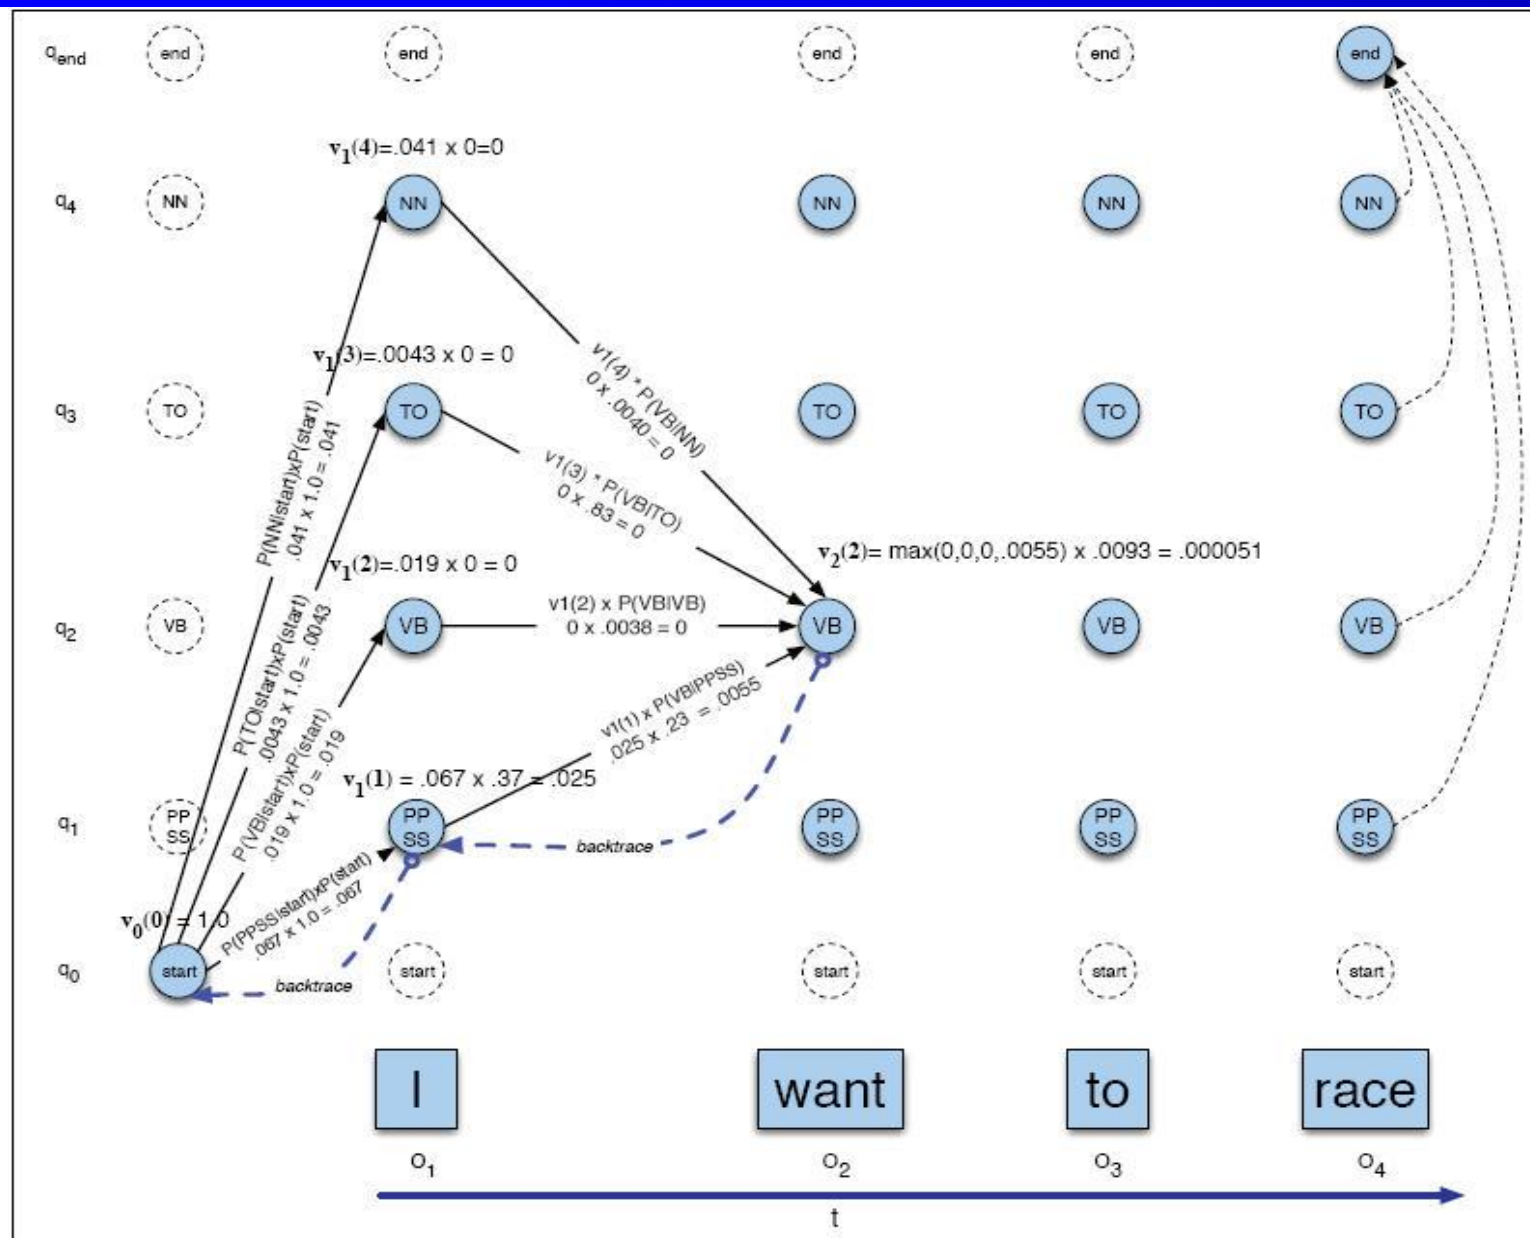 q_end end end end end end
v₁(4)=.041 x 0=0
q₄ NN NN NN NN NN
v₁(3)=.0043 x 0 = 0
v1(4) * P(VB|NN)
0 x .0040 = 0
q₃ TO TO TO TO TO
P(NN|start)xP(start)
.041 x 1.0 = .041
v1(3) * P(VB|TO)
0 x .83 = 0
v₁(2)=.019 x 0 = 0
v₂(2)= max(0,0,0,.0055) x .0093 = .000051
P(TO|start)xP(start)
.0043 x 1.0 = .0043
v1(2) x P(VB|VB)
0 x .0038 = 0
q₂ VB VB VB VB VB
P(VB|start)xP(start)
.019 x 1.0 = .019
v1(1) x P(VB|PPSS)
.025 x .23 = .0055
v₁(1) = .067 x .37 = .025
q₁ PP PP PP PP PP
SS SS SS SS SS
backtrace
P(PPSS|start)xP(start)
.067 x 1.0 = .067
v₀(0) = 1.0
q₀ start start start start start
backtrace
I want to race
o₁ o₂ o₃ o₄
t